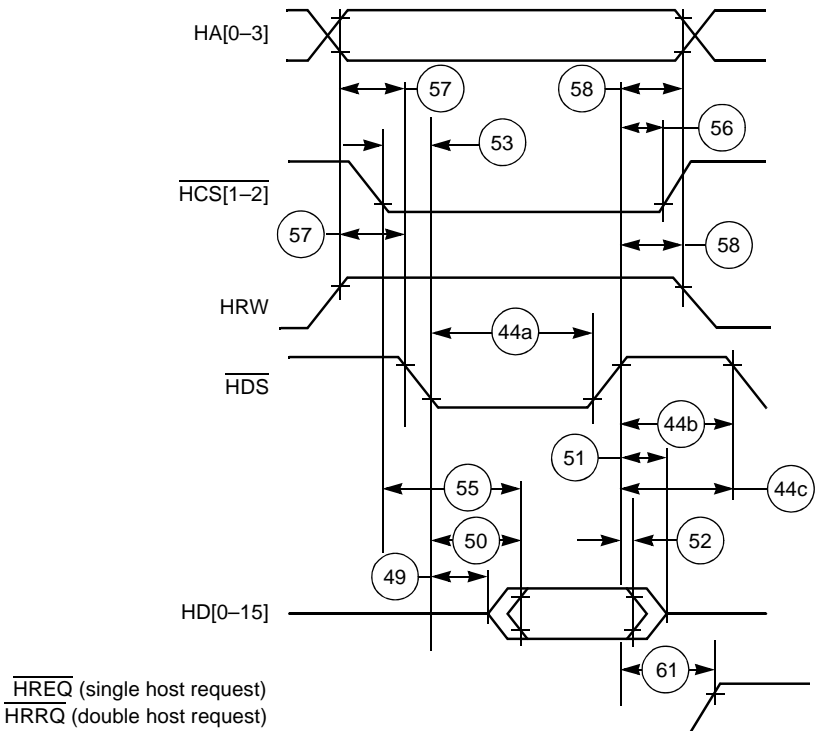 HA[0–3]
57
58
53
56
HCS[1–2]
57
58
HRW
44a
HDS
44b
51
55
44c
50
52
49
HD[0–15]
61
HREQ (single host request)
HRRQ (double host request)